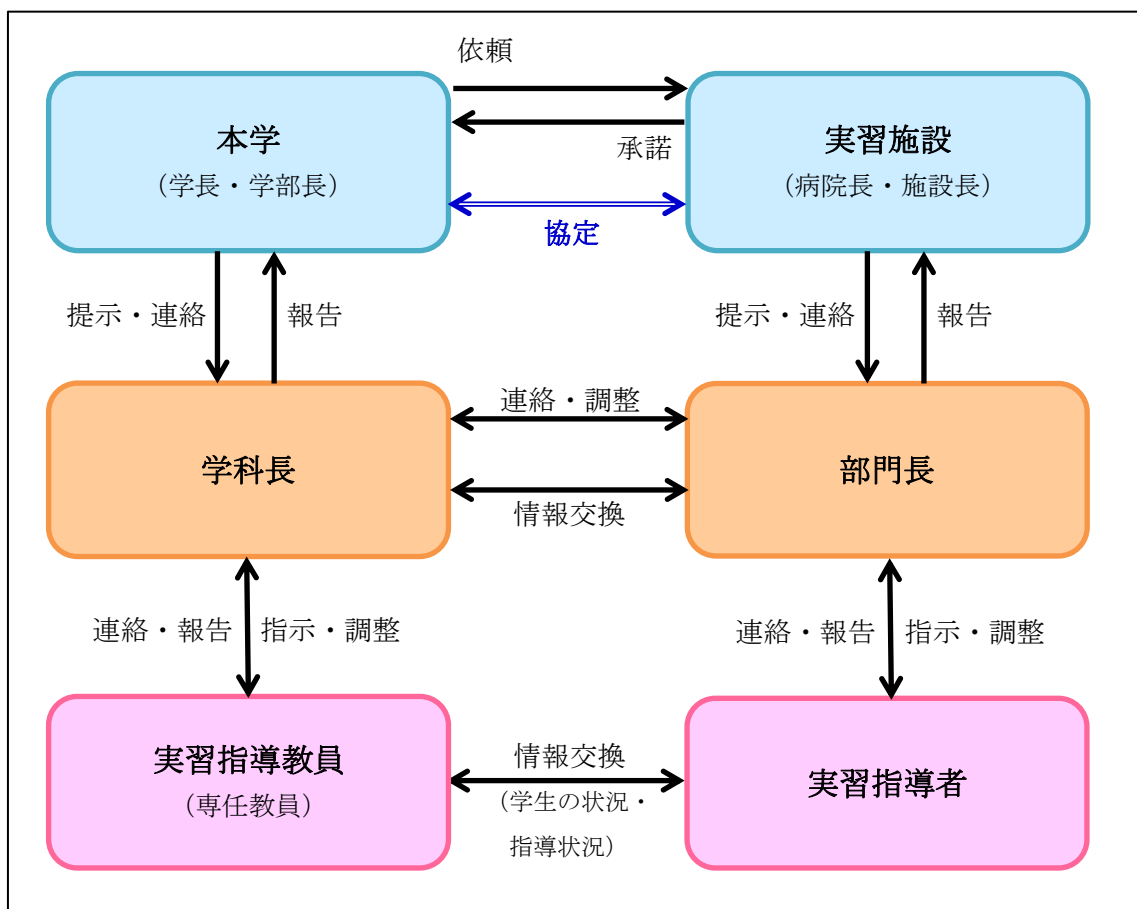 依頼
本学
（学長・学部長）
実習施設
（病院長・施設長）
承諾
協定
提示・連絡
報告
提示・連絡
報告
学科長
連絡・調整
情報交換
部門長
連絡・報告
指示・調整
連絡・報告
指示・調整
実習指導教員
（専任教員）
情報交換
（学生の状況・
指導状況）
実習指導者